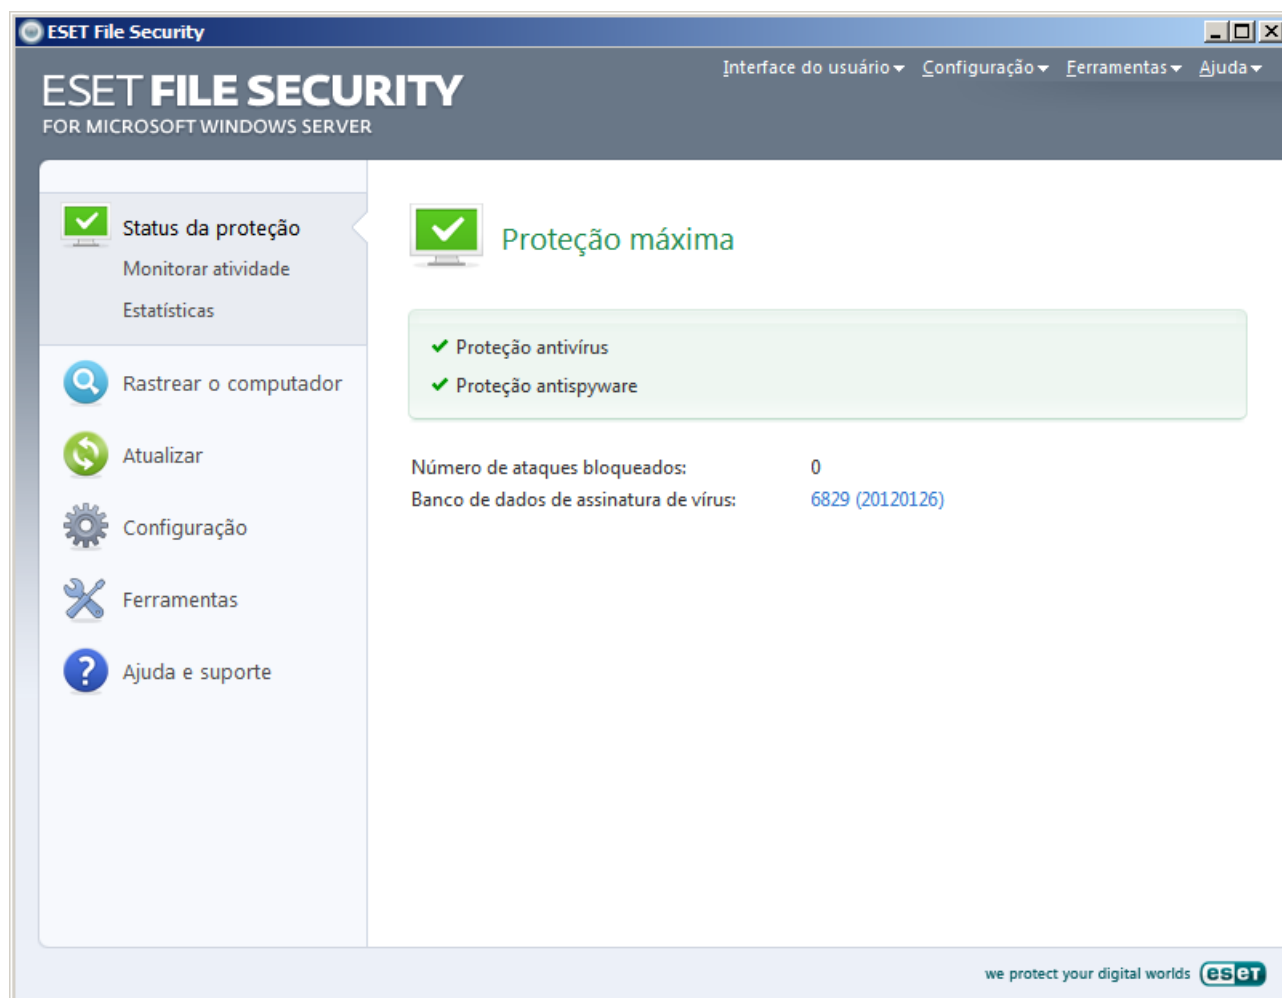 ESET File Security
Interface do usuário Configuração Ferramentas Ajuda
ESET FILE SECURITY
FOR MICROSOFT WINDOWS SERVER
Status da proteção
Monitorar atividade
Estatísticas
Rastrear o computador
Atualizar
Configuração
Ferramentas
Ajuda e suporte
Proteção máxima
Proteção antivírus
Proteção antispyware
Número de ataques bloqueados: 0
Banco de dados de assinatura de vírus: 6829 (20120126)
we protect your digital worlds eset